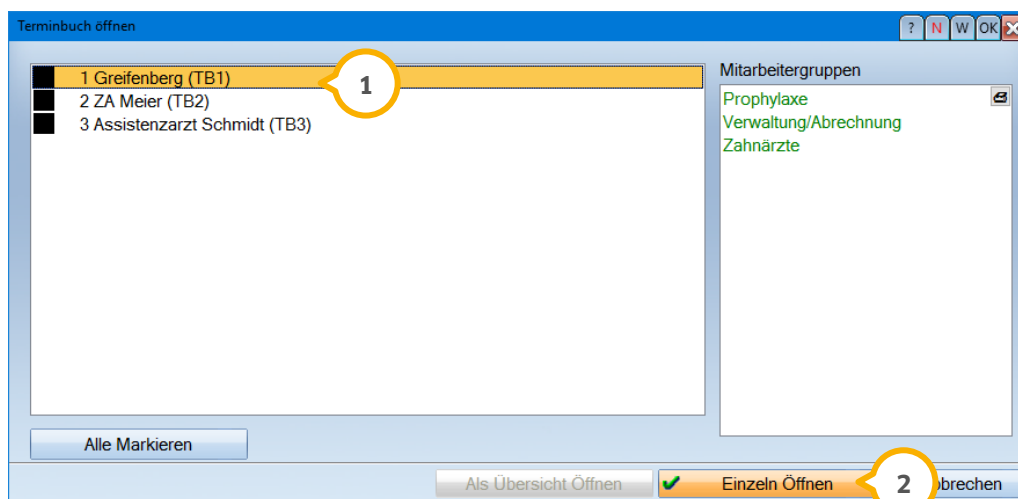 Terminbuch öffnen
? N W OK
1 Greifenberg (TB1)
2 ZA Meier (TB2)
3 Assistenzarzt Schmidt (TB3)
1
Mitarbeitergruppen
Prophylaxe
Verwaltung/Abrechnung
Zahnärzte
Alle Markieren
Als Übersicht Öffnen
Einzeln Öffnen
2
bbrechen